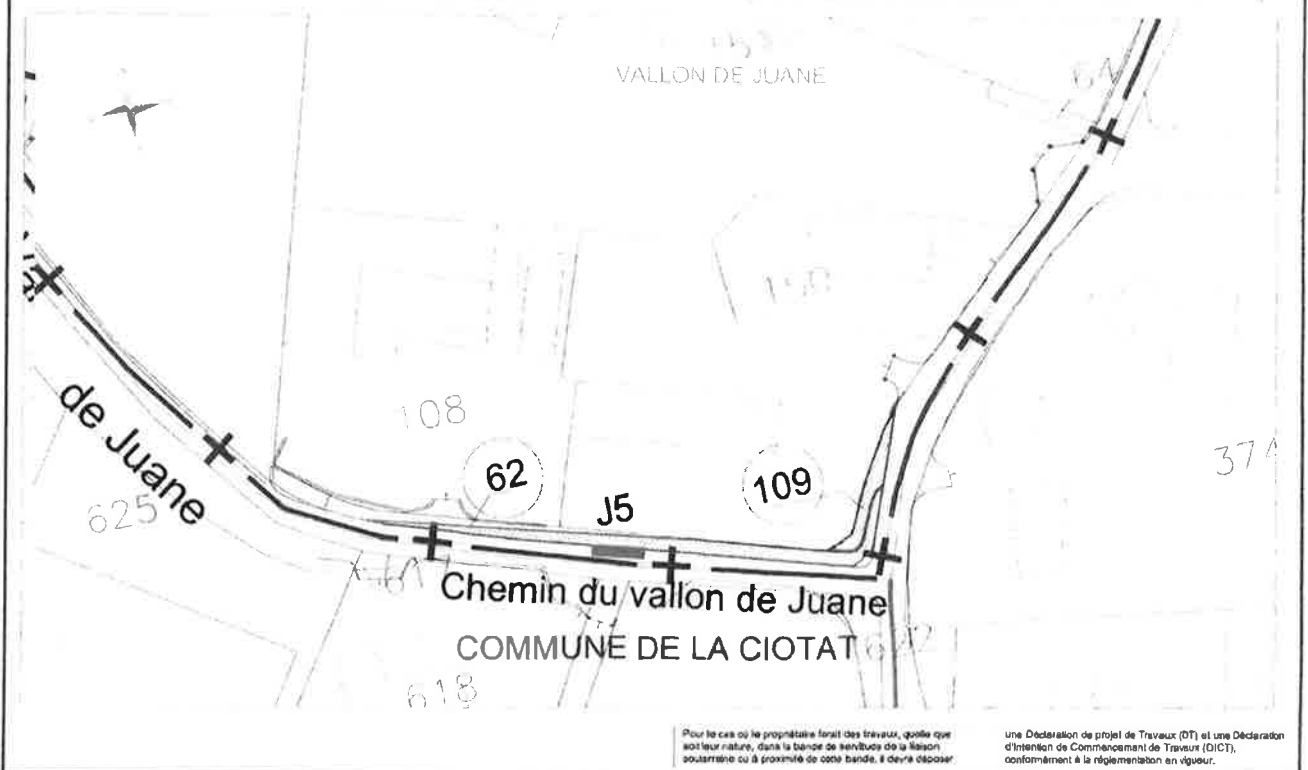 VALLON DE JUANE
64
150
108
62
109
J5
374
de Juane
625
Chemin du vallon de Juane
COMMUNE DE LA CIOTAT
622
618
Pour le cas où le propriétaire ferait des travaux, quelle que
soit leur nature, dans la bande de servitude de la liaison
souterraine ou à proximité de cette bande, il devra déposer
une Déclaration de projet de Travaux (DT) et une Déclaration
d'Intention de Commencement de Travaux (DICT),
conformément à la réglementation en vigueur.